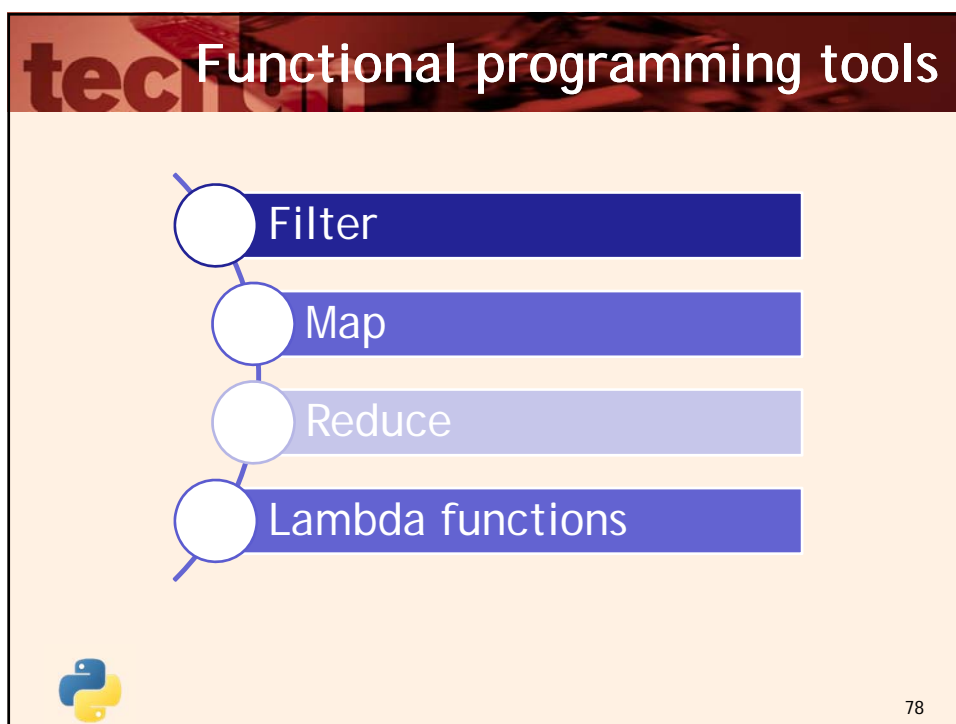 Functional programming tools
Filter
Map
Reduce
Lambda functions
78